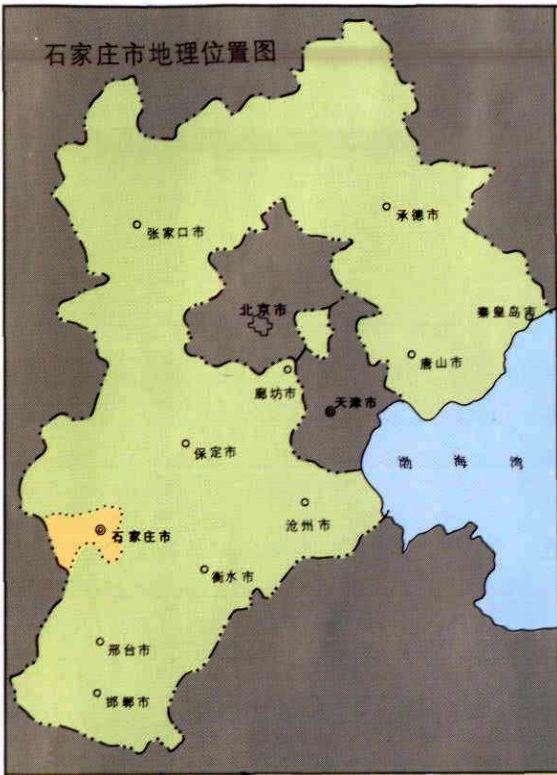 石家庄市地理位置图
承德市
张家口市
北京市
秦皇岛市
唐山市
廊坊市
天津市
保定市
渤海湾
沧州市
石家庄市
衡水市
邢台市
邯郸市